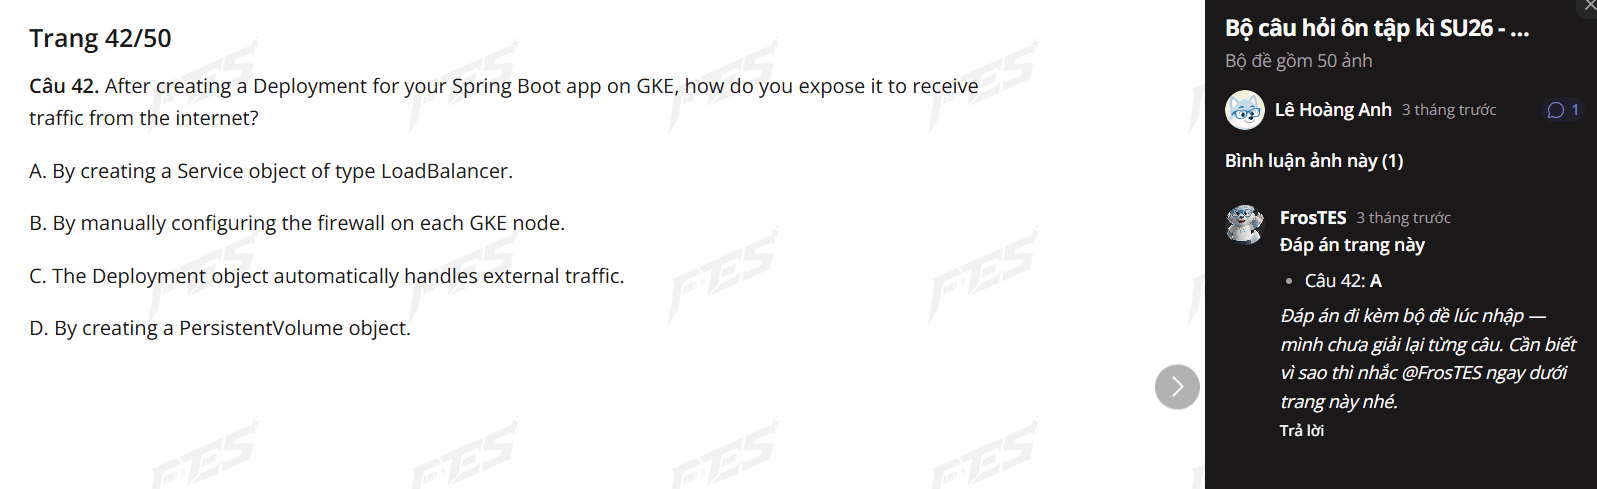 Trang 42/50
Câu 42. After creating a Deployment for your Spring Boot app on GKE, how do you expose it to receive
traffic from the internet?
A. By creating a Service object of type LoadBalancer.
B. By manually configuring the firewall on each GKE node.
C. The Deployment object automatically handles external traffic.
D. By creating a PersistentVolume object.
Bộ câu hỏi ôn tập kì SU26 - ...
Bộ đề gồm 50 ảnh
Lê Hoàng Anh 3 tháng trước 1
Bình luận ảnh này (1)
FrosTES 3 tháng trước
Đáp án trang này
• Câu 42: A
Đáp án đi kèm bộ đề lúc nhập —
mình chưa giải lại từng câu. Cần biết
vì sao thì nhắc @FrosTES ngay dưới
trang này nhé.
Trả lời